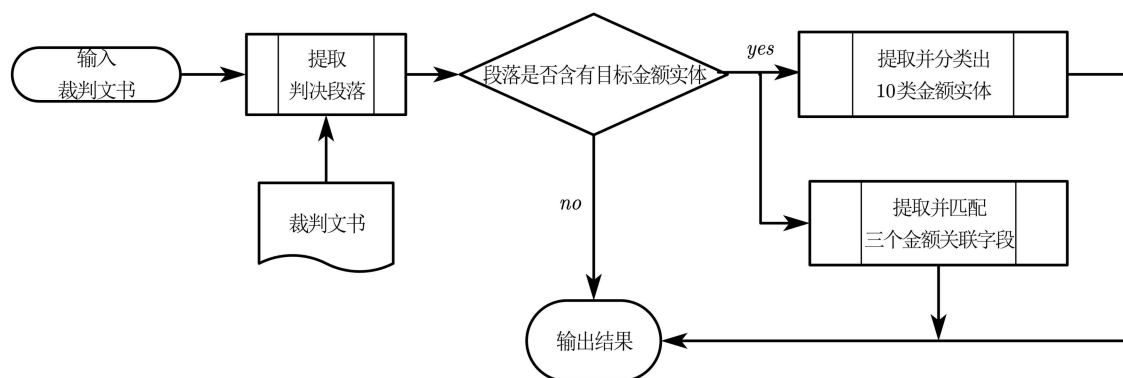 输入
裁判文书
提取
判决段落
段落是否含有目标金额实体
yes
提取并分类出
10类金额实体
裁判文书
no
提取并匹配
三个金额关联字段
输出结果